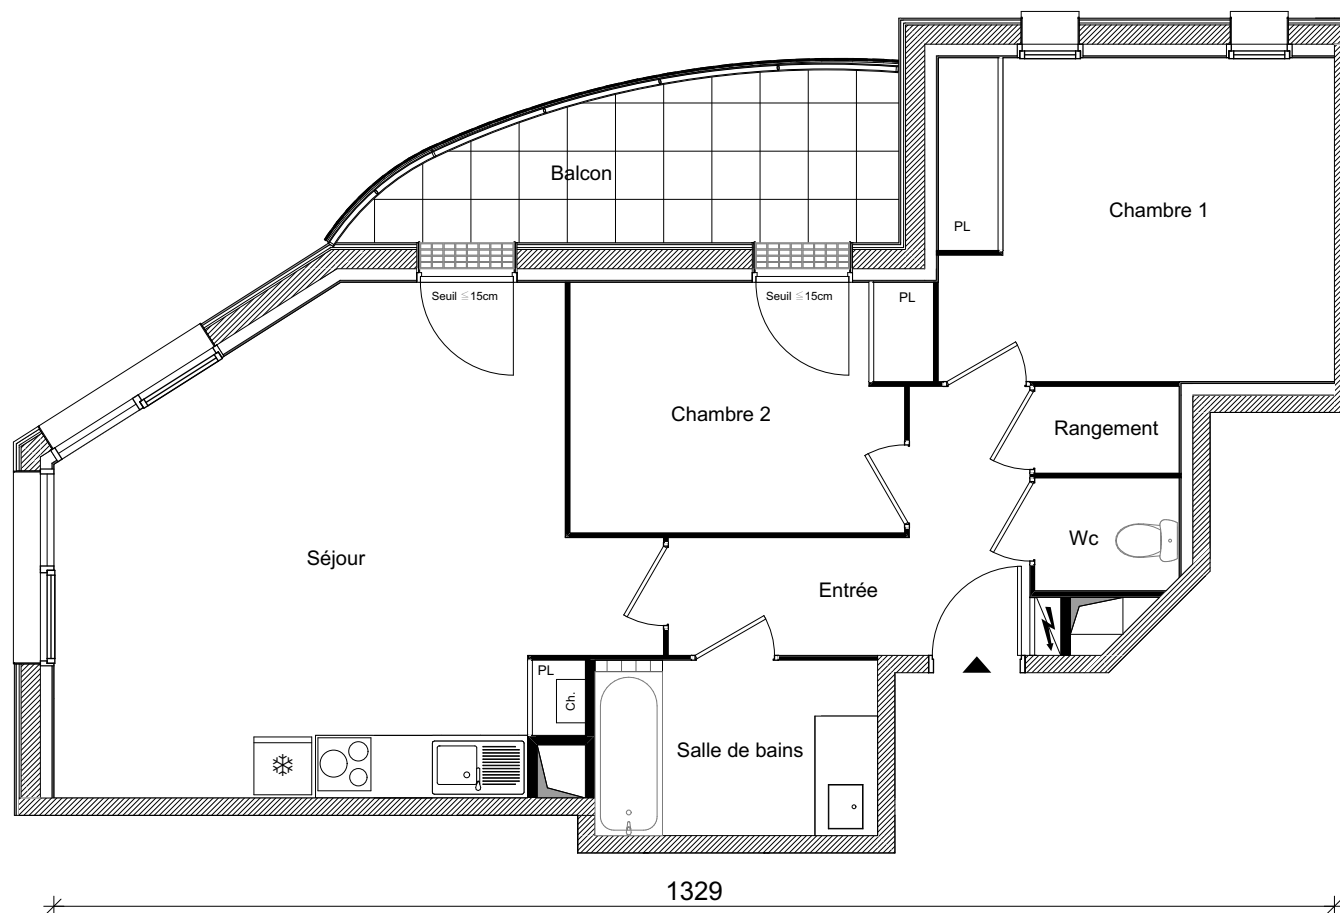 Balcon
Chambre 1
PL
Seuil ≤15cm
Seuil ≤15cm
PL
Chambre 2
Rangement
Wc
Séjour
Entrée
PL
Ch.
Salle de bains
1329